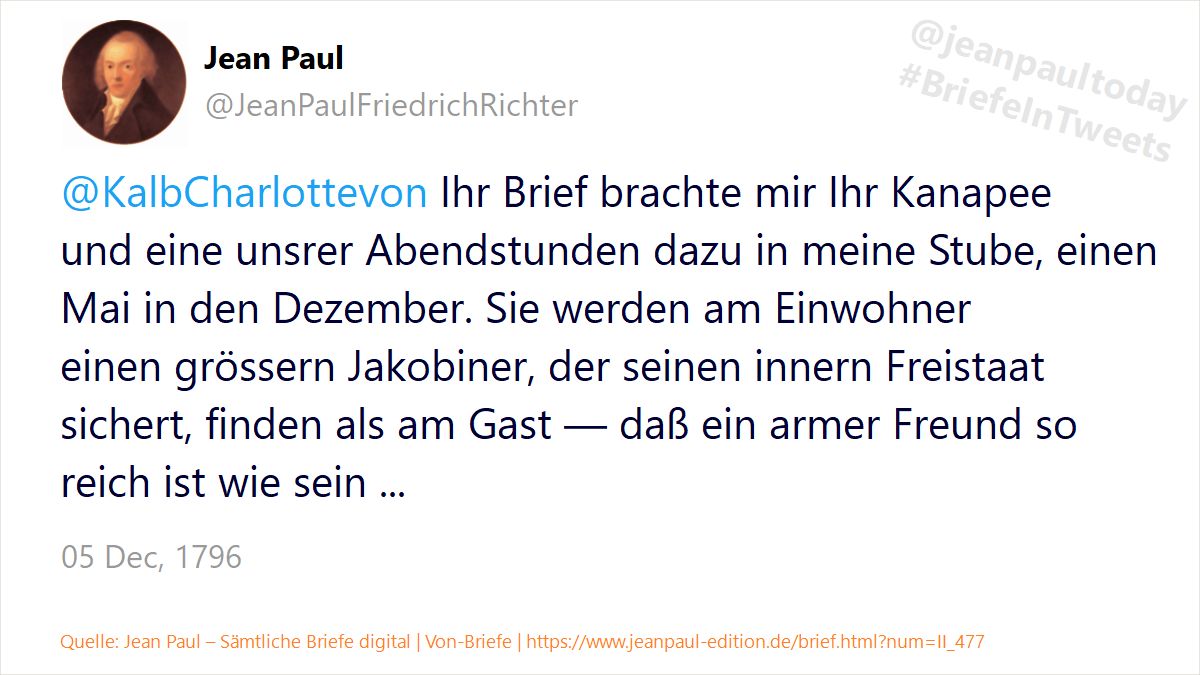 Jean Paul
@JeanPaulFriedrichRichter
@jeanpaultoday
#BriefeInTweets
@KalbCharlottevon Ihr Brief brachte mir Ihr Kanapee
und eine unsrer Abendstunden dazu in meine Stube, einen
Mai in den Dezember. Sie werden am Einwohner
einen grössern Jakobiner, der seinen innern Freistaat
sichert, finden als am Gast — daß ein armer Freund so
reich ist wie sein ...
05 Dec, 1796
Quelle: Jean Paul – Sämtliche Briefe digital | Von-Briefe | https://www.jeanpaul-edition.de/brief.html?num=II_477